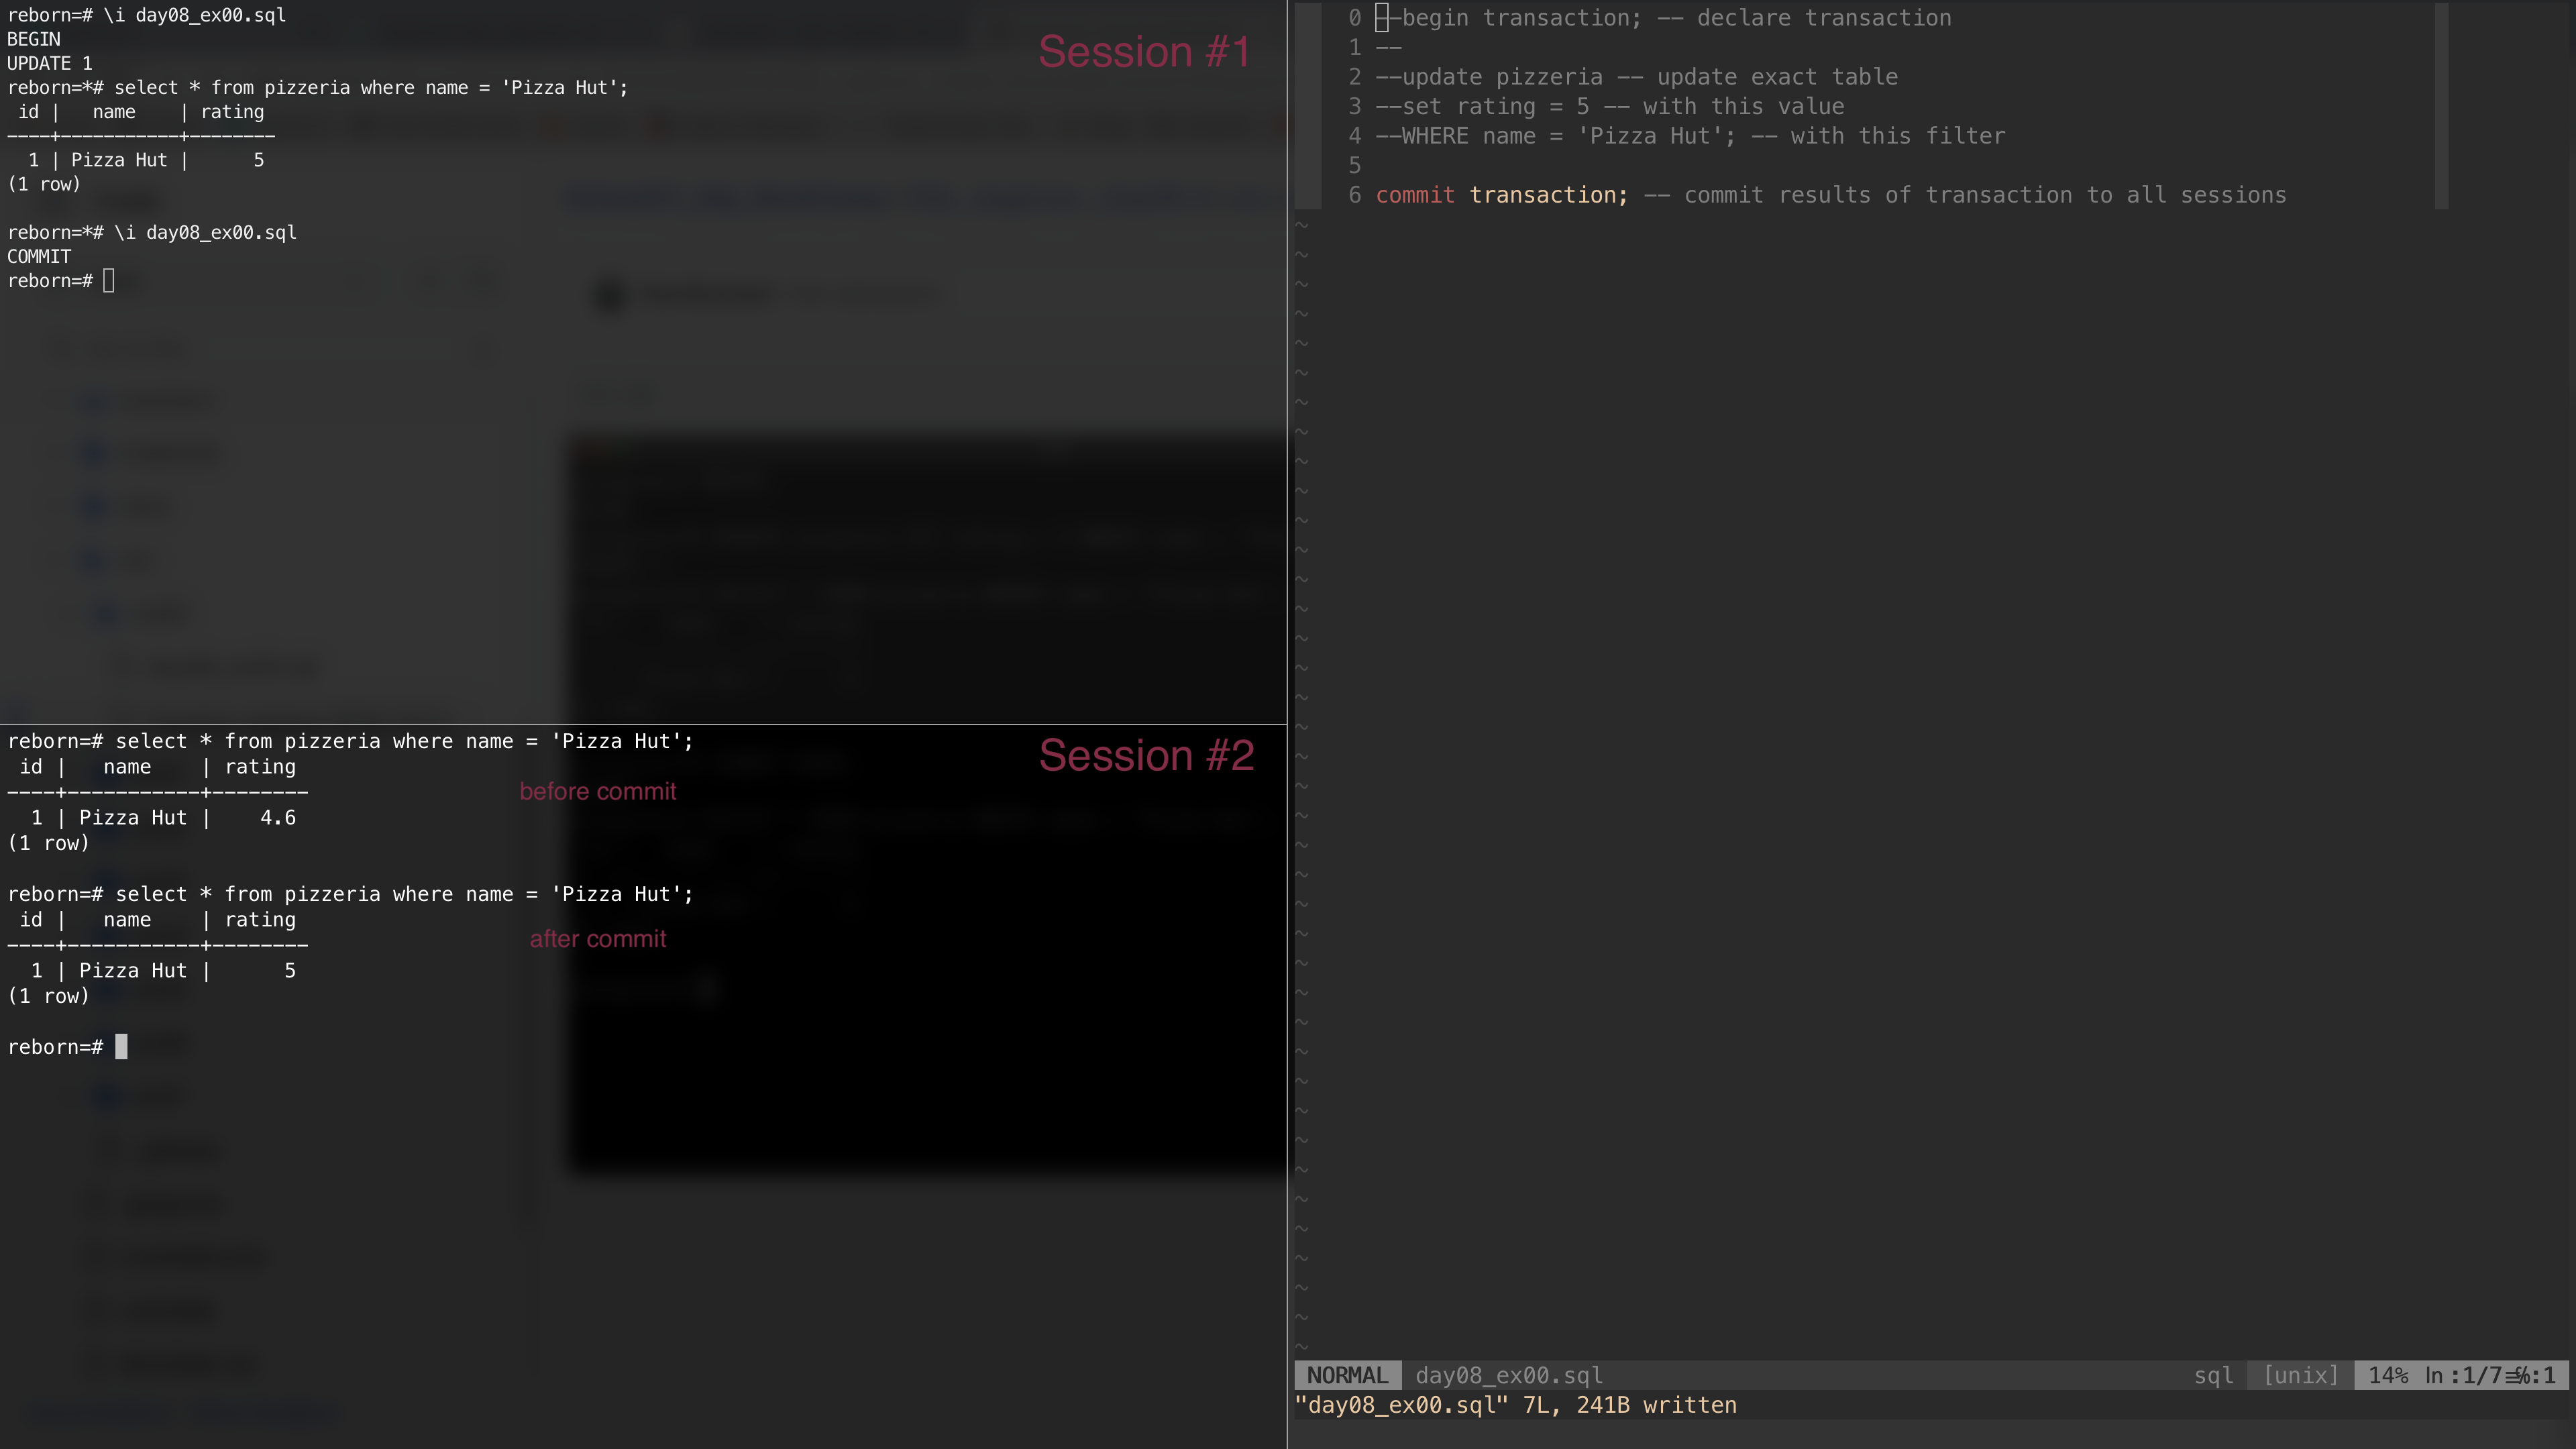 reborn=# \i day08_ex00.sql
BEGIN
UPDATE 1
reborn=*# select * from pizzeria where name = 'Pizza Hut';
 id |   name    | rating
----+-----------+--------
  1 | Pizza Hut |      5
(1 row)
reborn=*# \i day08_ex00.sql
COMMIT
reborn=#
Session #1
reborn=# select * from pizzeria where name = 'Pizza Hut';
 id |   name    | rating
----+-----------+--------
  1 | Pizza Hut |    4.6
(1 row)
before commit
reborn=# select * from pizzeria where name = 'Pizza Hut';
 id |   name    | rating
----+-----------+--------
  1 | Pizza Hut |      5
(1 row)
after commit
reborn=#
Session #2
0 --begin transaction; -- declare transaction
1 --
2 --update pizzeria -- update exact table
3 --set rating = 5 -- with this value
4 --WHERE name = 'Pizza Hut'; -- with this filter
5
6 commit transaction; -- commit results of transaction to all sessions
NORMAL day08_ex00.sql sql [unix] 14% ln :1/7≡℅:1
"day08_ex00.sql" 7L, 241B written